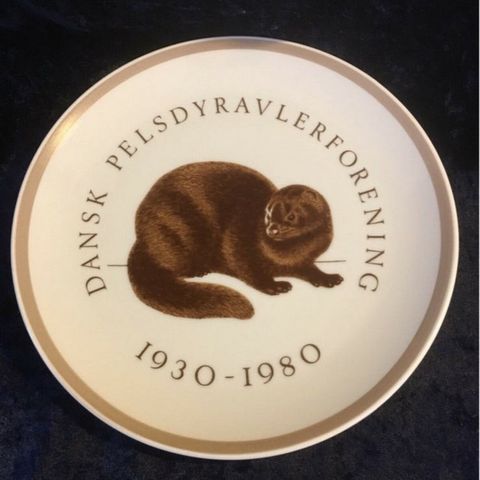 DANSK PELSDYRAVLERFORENING
1930-1980